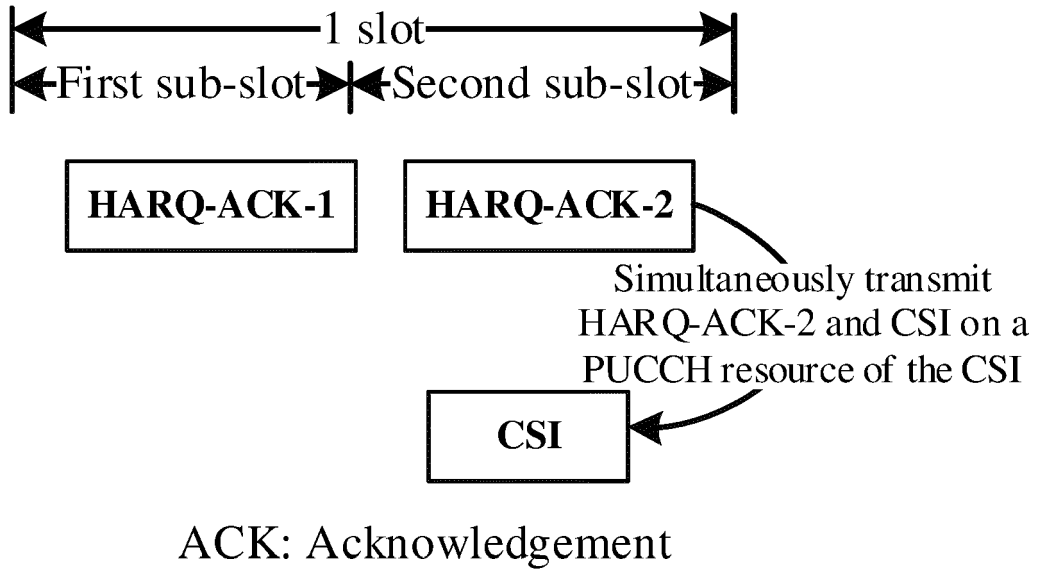 1 slot
First sub-slot
Second sub-slot
HARQ-ACK-1
HARQ-ACK-2
Simultaneously transmit
HARQ-ACK-2 and CSI on a
PUCCH resource of the CSI
CSI
ACK: Acknowledgement